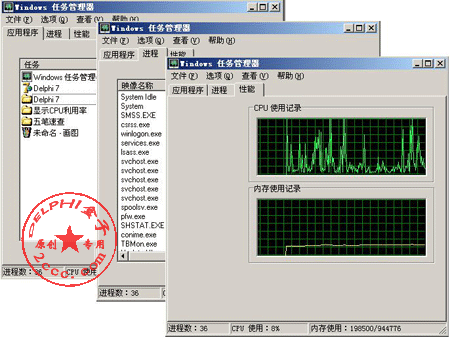 Windows 任务管理器
文件(F) 选项(O) 查看(V) 帮助(H)
应用程序 进程 性能
任务
Windows 任务管理
Delphi 7
Delphi 7
显示CPU利用率
五笔速查
未命名 - 画图
进程数: 36 CPU 使用
DELPHI盒子
原创 专用
2ccc.com
Windows 任务管理器
文件(F) 选项(O) 查看(V) 帮助(H)
应用程序 进程 性能
映像名称
System Idle
System
SMSS.EXE
csrss.exe
winlogon.exe
services.exe
lsass.exe
svchost.exe
svchost.exe
svchost.exe
svchost.exe
spoolsv.exe
pfw.exe
SHSTAT.EXE
conime.exe
TBMon.exe
进程数: 36
Windows 任务管理器
文件(F) 选项(O) 查看(V) 帮助(H)
应用程序 进程 性能
CPU 使用记录
内存使用记录
进程数: 36 CPU 使用: 8% 内存使用: 198500/944776